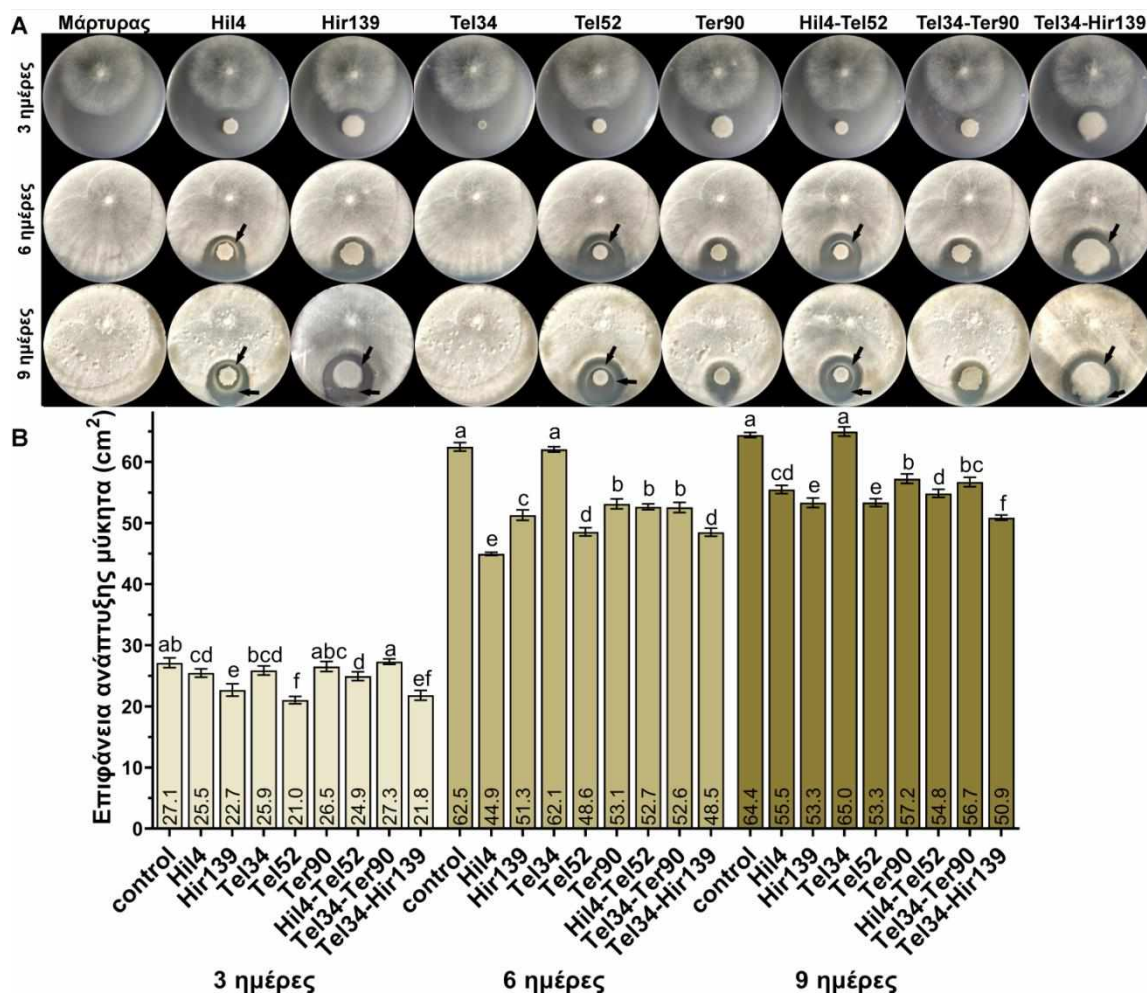 A
Μάρτυρας Hil4 Hir139 Tel34 Tel52 Ter90 Hil4-Tel52 Tel34-Ter90 Tel34-Hir139
3 ημέρες
6 ημέρες
9 ημέρες
B
Επιφάνεια ανάπτυξης μύκητα (cm²)
60
50
40
30
20
10
0
ab cd e bcd f abc d a ef
a e c a d b b b d
a cd e a e b d bc f
27.1 25.5 22.7 25.9 21.0 26.5 24.9 27.3 21.8
62.5 44.9 51.3 62.1 48.6 53.1 52.7 52.6 48.5
64.4 55.5 53.3 65.0 53.3 57.2 54.8 56.7 50.9
control Hil4 Hir139 Tel34 Tel52 Ter90 Hil4-Tel52 Tel34-Ter90 Tel34-Hir139
control Hil4 Hir139 Tel34 Tel52 Ter90 Hil4-Tel52 Tel34-Ter90 Tel34-Hir139
control Hil4 Hir139 Tel34 Tel52 Ter90 Hil4-Tel52 Tel34-Ter90 Tel34-Hir139
3 ημέρες 6 ημέρες 9 ημέρες